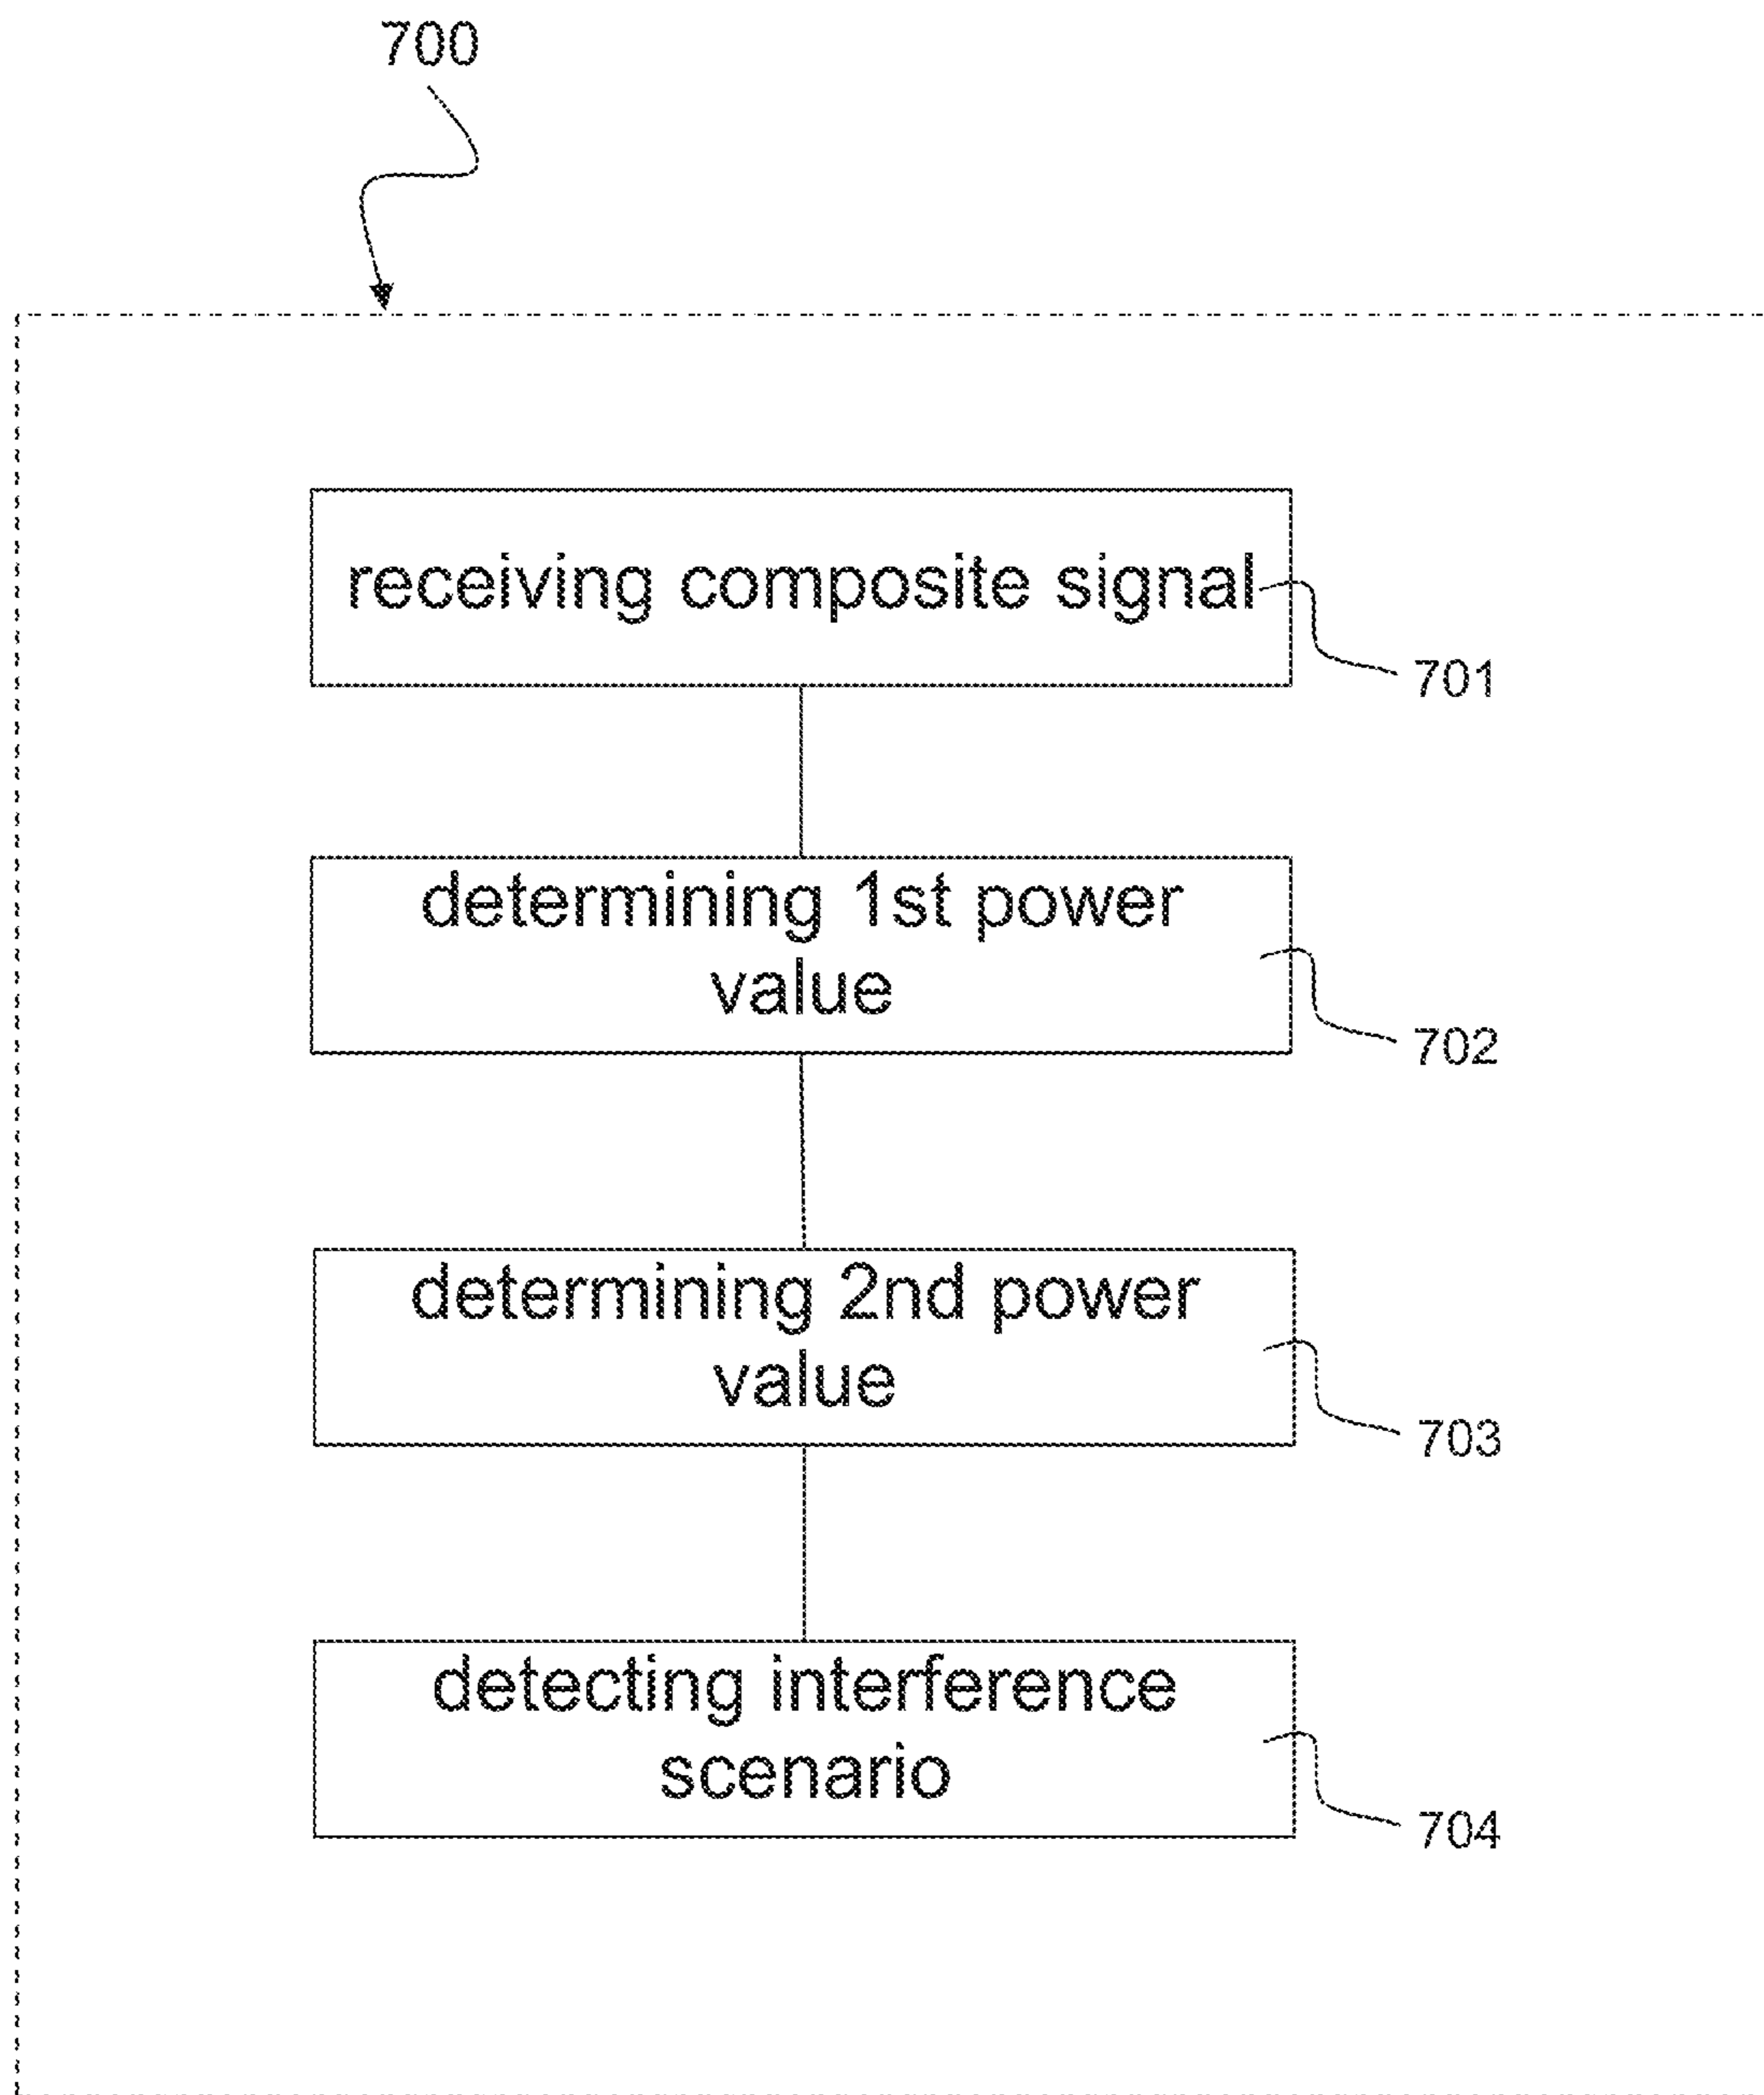 700
receiving composite signal
701
determining 1st power
value
702
determining 2nd power
value
703
detecting interference
scenario
704